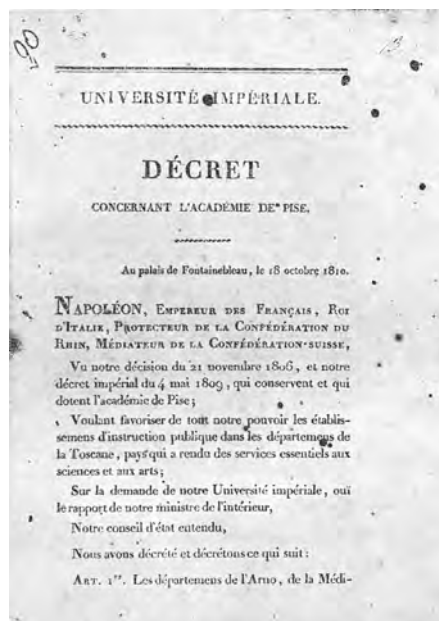 UNIVERSITÉ IMPÉRIALE.
DÉCRET
CONCERNANT L'ACADÉMIE DE PISE.
Au palais de Fontainebleau, le 18 octobre 1810.
NAPOLÉON, EMPEREUR DES FRANÇAIS, ROI
D'ITALIE, PROTECTEUR DE LA CONFÉDÉRATION DU
RHIN, MÉDIATEUR DE LA CONFÉDÉRATION-SUISSE,
Vu notre décision du 21 novembre 1806, et notre
décret impérial du 4 mai 1809, qui conservent et qui
dotent l'académie de Pise;
Voulant favoriser de tout notre pouvoir les établis-
semens d'instruction publique dans les départemens de
la Toscane, pays qui a rendu des services essentiels aux
sciences et aux arts;
Sur la demande de notre Université impériale, ouï
le rapport de notre ministre de l'intérieur,
Notre conseil d'état entendu,
Nous avons décrété et décrétons ce qui suit:
ART. 1er. Les départemens de l'Arno, de la Médi-